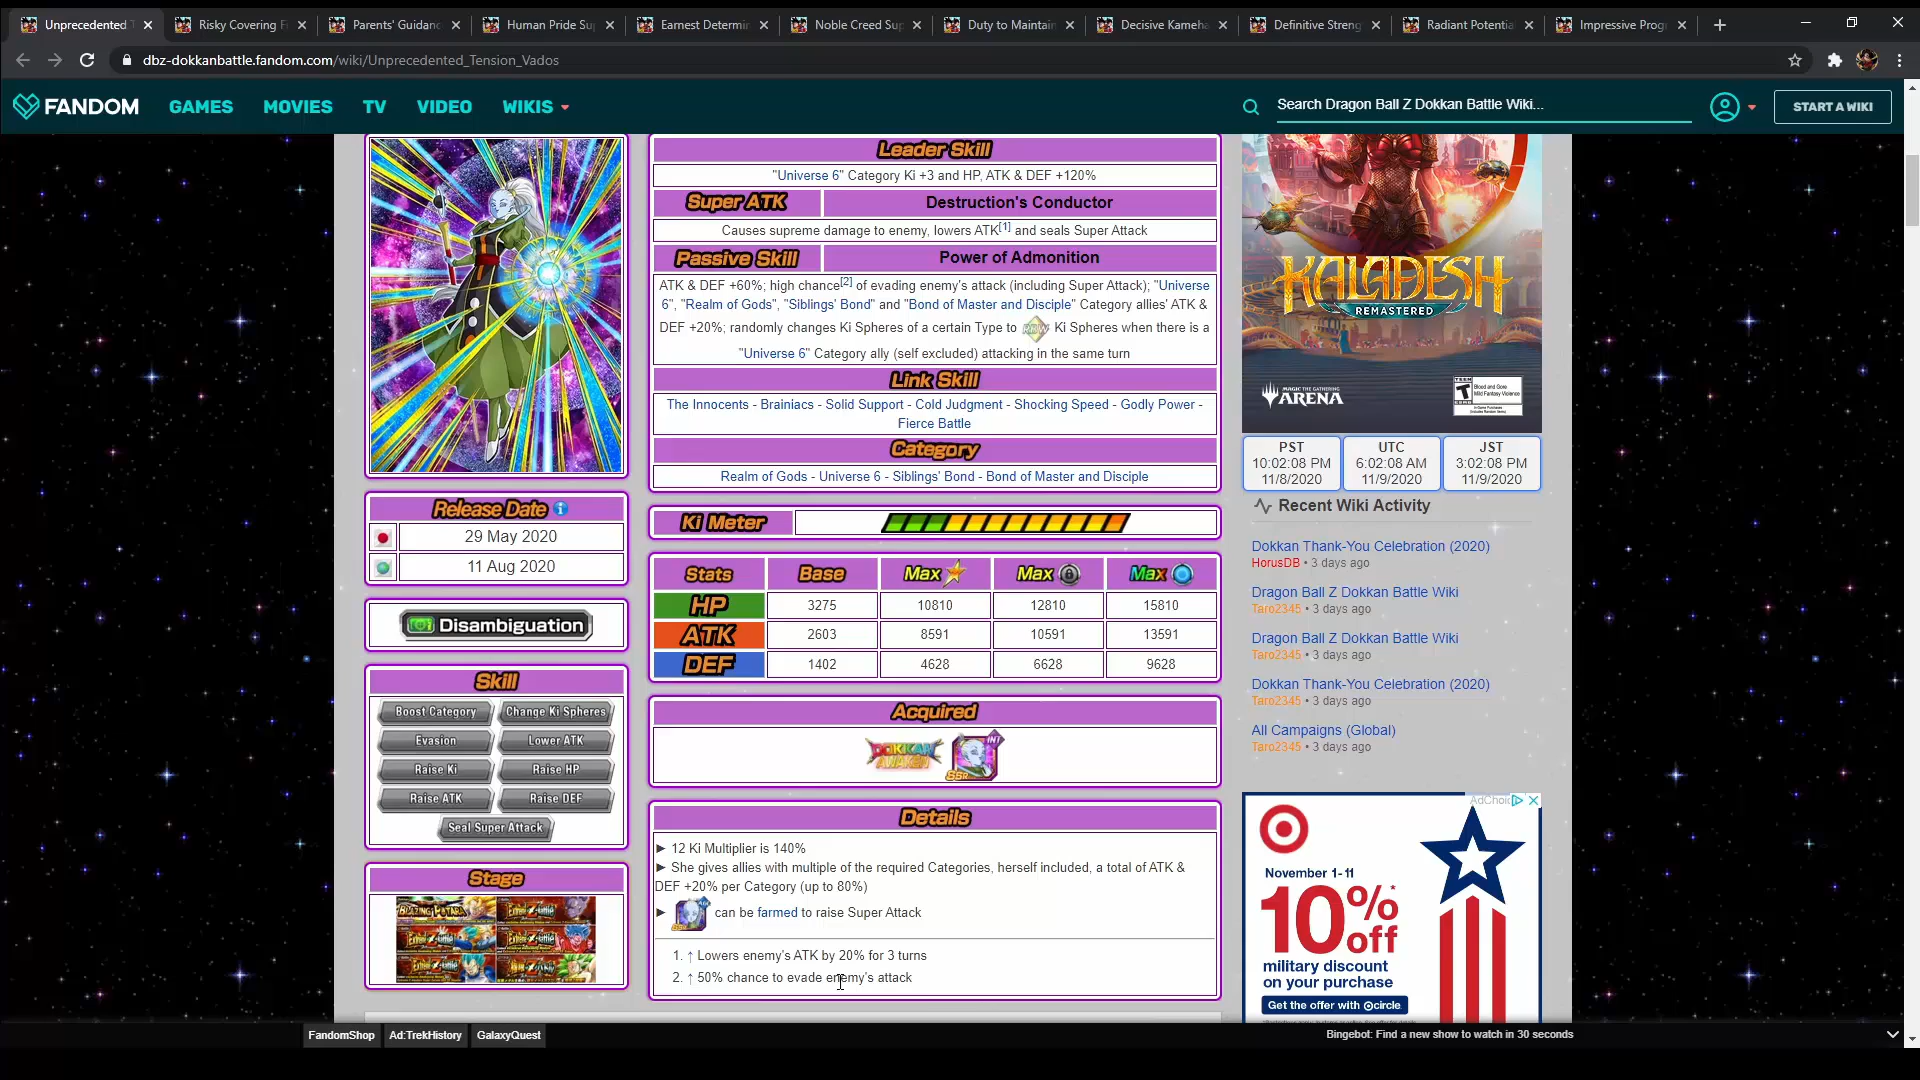 Unprecedented T
Risky Covering F
Parents' Guidanc
Human Pride Su
Earnest Determin
Noble Creed Sup
Duty to Maintain
Decisive Kameha
Definitive Streng
Radiant Potentia
Impressive Prog
dbz-dokkanbattle.fandom.com/wiki/Unprecedented_Tension_Vados
FANDOM
GAMES
MOVIES
TV
VIDEO
WIKIS
Search Dragon Ball Z Dokkan Battle Wiki...
START A WIKI
Leader Skill
"Universe 6" Category Ki +3 and HP, ATK & DEF +120%
Super ATK
Destruction's Conductor
Causes supreme damage to enemy, lowers ATK[1] and seals Super Attack
Passive Skill
Power of Admonition
ATK & DEF +60%; high chance[2] of evading enemy's attack (including Super Attack); "Universe
6", "Realm of Gods", "Siblings' Bond" and "Bond of Master and Disciple" Category allies' ATK &
DEF +20%; randomly changes Ki Spheres of a certain Type to Ki Spheres when there is a
"Universe 6" Category ally (self excluded) attacking in the same turn
Link Skill
The Innocents - Brainiacs - Solid Support - Cold Judgment - Shocking Speed - Godly Power -
Fierce Battle
Category
Realm of Gods - Universe 6 - Siblings' Bond - Bond of Master and Disciple
Release Date
29 May 2020
11 Aug 2020
Disambiguation
Skill
Boost Category
Change Ki Spheres
Evasion
Lower ATK
Raise Ki
Raise HP
Raise ATK
Raise DEF
Seal Super Attack
Stage
Ki Meter
Stats
Base
Max
Max
Max
HP
3275
10810
12810
15810
ATK
2603
8591
10591
13591
DEF
1402
4628
6628
9628
Acquired
DOKKAN
AWAKEN
INT
SSR
Details
► 12 Ki Multiplier is 140%
► She gives allies with multiple of the required Categories, herself included, a total of ATK &
DEF +20% per Category (up to 80%)
► can be farmed to raise Super Attack
1. ↑ Lowers enemy's ATK by 20% for 3 turns
2. ↑ 50% chance to evade enemy's attack
KALADESH
REMASTERED
MAGIC THE GATHERING
ARENA
TEEN
Blood and Gore
Mild Fantasy Violence
PST
10:02:08 PM
11/8/2020
UTC
6:02:08 AM
11/9/2020
JST
3:02:08 PM
11/9/2020
Recent Wiki Activity
Dokkan Thank-You Celebration (2020)
HorusDB • 3 days ago
Dragon Ball Z Dokkan Battle Wiki
Taro2345 • 3 days ago
Dragon Ball Z Dokkan Battle Wiki
Taro2345 • 3 days ago
Dokkan Thank-You Celebration (2020)
Taro2345 • 3 days ago
All Campaigns (Global)
Taro2345 • 3 days ago
AdChoic
November 1-11
10%*
off
military discount
on your purchase
Get the offer with circle
FandomShop
Ad:TrekHistory
GalaxyQuest
Bingebot: Find a new show to watch in 30 seconds